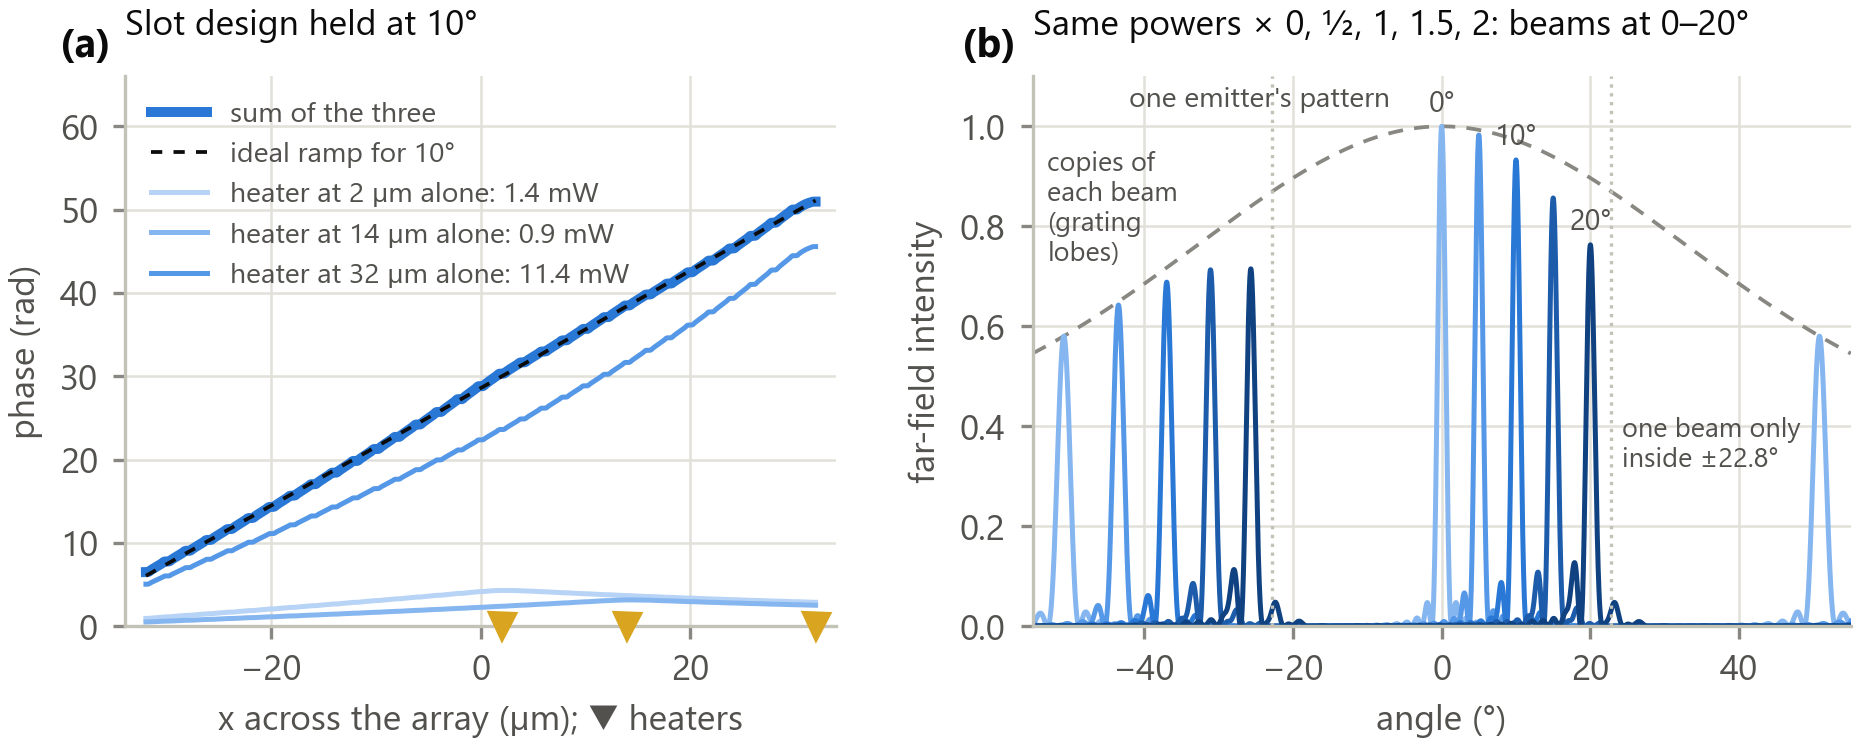 (a)
Slot design held at 10°
sum of the three
ideal ramp for 10°
heater at 2 µm alone: 1.4 mW
heater at 14 µm alone: 0.9 mW
heater at 32 µm alone: 11.4 mW
phase (rad)
60
50
40
30
20
10
0
−20
0
20
x across the array (µm); ▼ heaters
(b)
Same powers × 0, ½, 1, 1.5, 2: beams at 0–20°
one emitter's pattern
0°
10°
20°
copies of
each beam
(grating
lobes)
one beam only
inside ±22.8°
far-field intensity
1.0
0.8
0.6
0.4
0.2
0.0
−40
−20
0
20
40
angle (°)